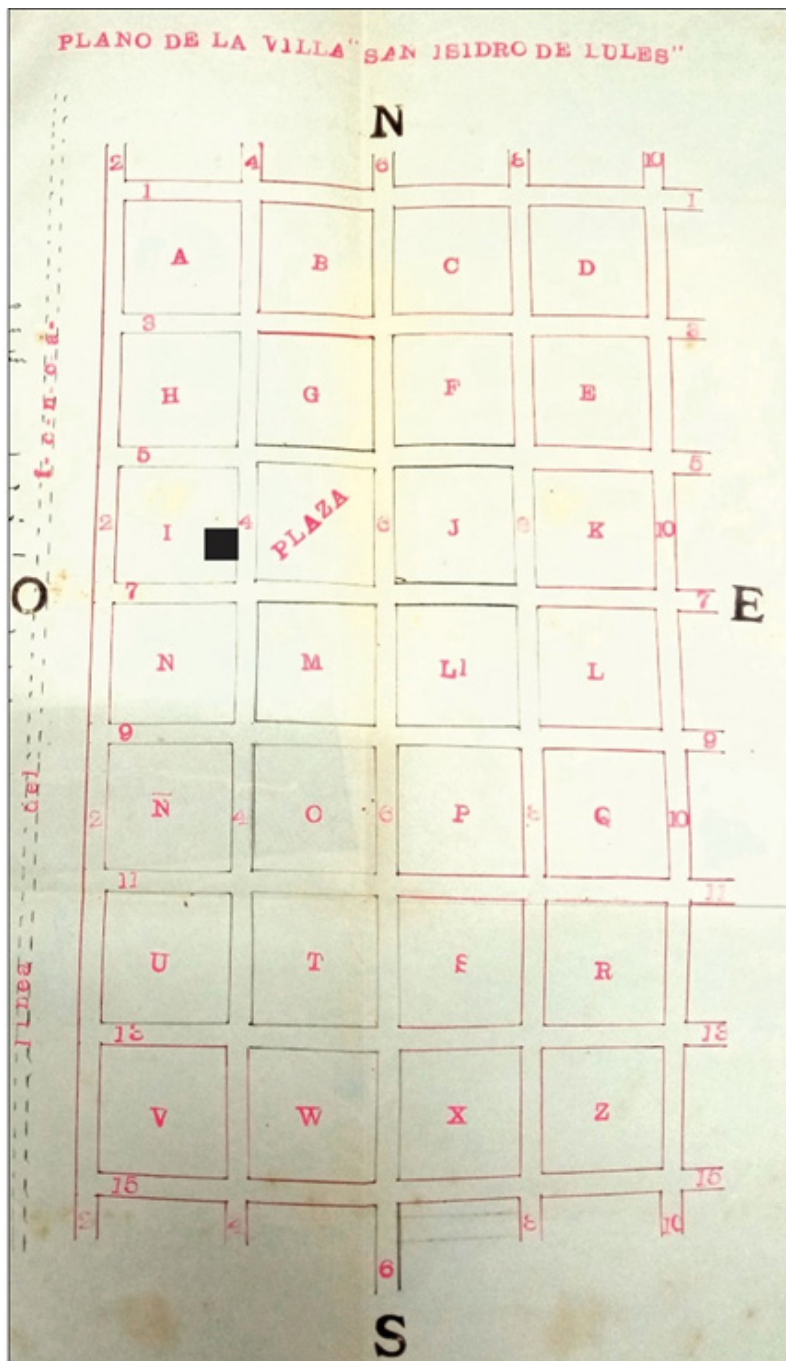 PLANO DE LA VILLA "SAN ISIDRO DE LULES"
N
2 4 6 8 10
1 1
A B C D
3 3
H G F E
5 5
2 I 4 PLAZA 6 J 8 K 10
O E
7 7
N M Ll L
9 9
2 Ñ 4 O 6 P 8 Q 10
11 11
U T S R
13 13
V W X Z
15 15
2 4 8 10
6
S
linea del f.c.n.o.a.